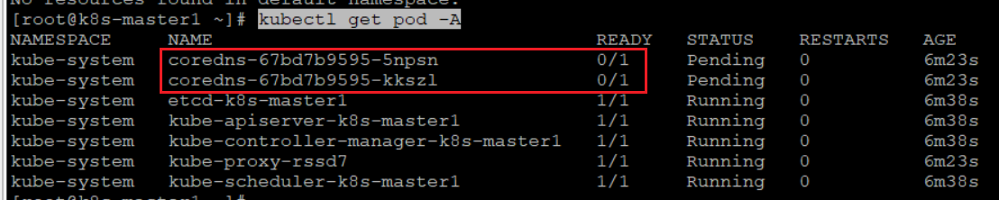 No resources found in default namespace.
[root@k8s-master1 ~]# kubectl get pod -A
NAMESPACE NAME READY STATUS RESTARTS AGE
kube-system coredns-67bd7b9595-5npsn 0/1 Pending 0 6m23s
kube-system coredns-67bd7b9595-kkszl 0/1 Pending 0 6m23s
kube-system etcd-k8s-master1 1/1 Running 0 6m38s
kube-system kube-apiserver-k8s-master1 1/1 Running 0 6m38s
kube-system kube-controller-manager-k8s-master1 1/1 Running 0 6m38s
kube-system kube-proxy-rssd7 1/1 Running 0 6m23s
kube-system kube-scheduler-k8s-master1 1/1 Running 0 6m38s
[root@k8s-master1 ~]#